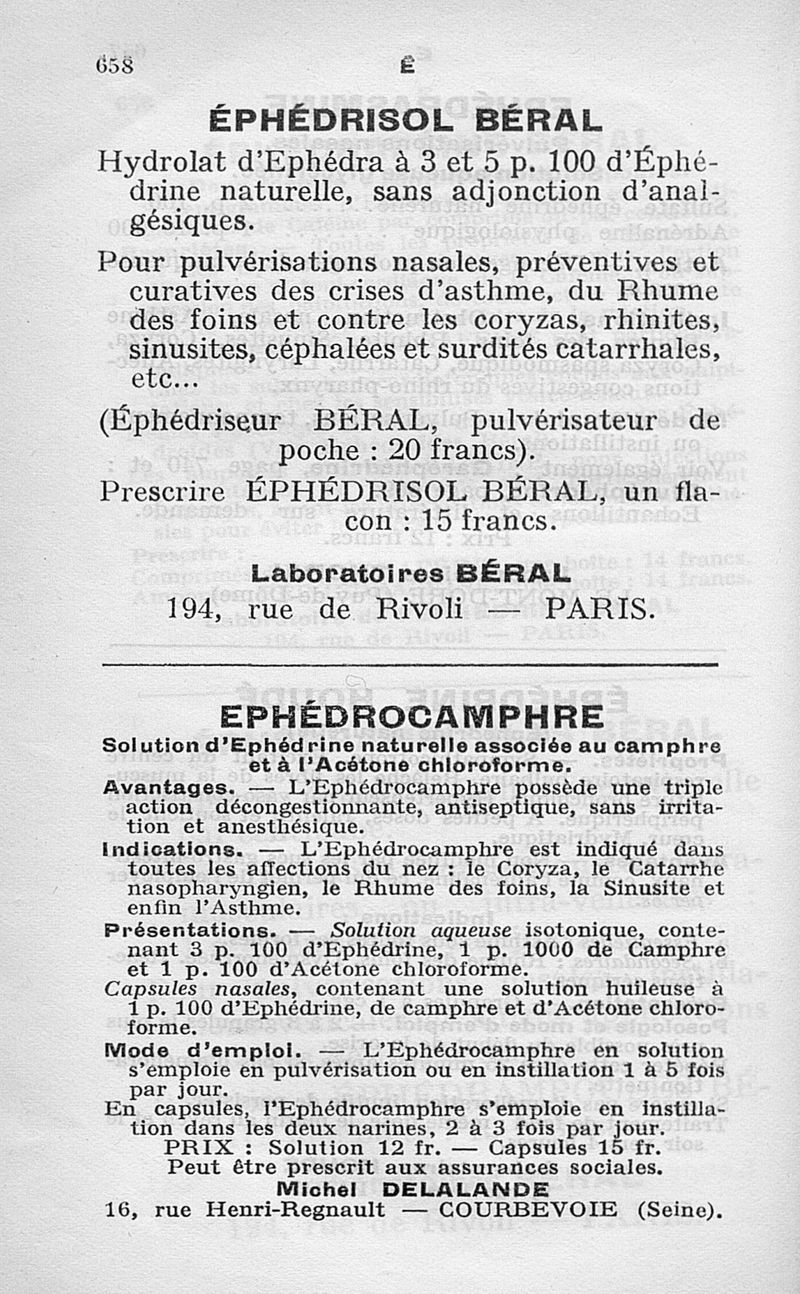 658
Ê
ÉPHÉDRISOL BÉRAL
Hydrolat d'Ephédra à 3 et 5 p. 100 d'Éphé-
drine naturelle, sans adjonction d'anal-
gésiques.
Pour pulvérisations nasales, préventives et
curatives des crises d'asthme, du Rhume
des foins et contre les coryzas, rhinites,
sinusites, céphalées et surdités catarrhales,
etc...
(Éphédriseur BÉRAL, pulvérisateur de
poche : 20 francs).
Prescrire ÉPHÉDRISOL BÉRAL, un fla-
con : 15 francs.
Laboratoires BÉRAL
194, rue de Rivoli — PARIS.
EPHÉDROCAMPHRE
Solution d'Ephédrine naturelle associée au camphre
et à l'Acétone chloroforme.
Avantages. — L'Ephédrocamphre possède une triple
action décongestionnante, antiseptique, sans irrita-
tion et anesthésique.
Indications. — L'Ephédrocamphre est indiqué dans
toutes les affections du nez : le Coryza, le Catarrhe
nasopharyngien, le Rhume des foins, la Sinusite et
enfin l'Asthme.
Présentations. — Solution aqueuse isotonique, conte-
nant 3 p. 100 d'Ephédrine, 1 p. 1000 de Camphre
et 1 p. 100 d'Acétone chloroforme.
Capsules nasales, contenant une solution huileuse à
1 p. 100 d'Ephédrine, de camphre et d'Acétone chloro-
forme.
Mode d'emploi. — L'Ephédrocamphre en solution
s'emploie en pulvérisation ou en instillation 1 à 5 fois
par jour.
En capsules, l'Ephédrocamphre s'emploie en instilla-
tion dans les deux narines, 2 à 3 fois par jour.
PRIX : Solution 12 fr. — Capsules 15 fr.
Peut être prescrit aux assurances sociales.
Michel DELALANDE
16, rue Henri-Regnault — COURBEVOIE (Seine).